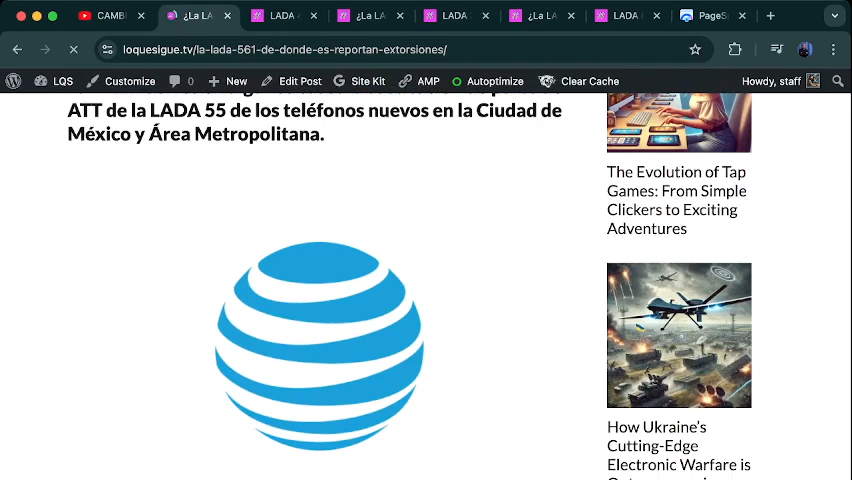 CAMBI
¿La LA
LADA 4
¿La LA
LADA
¿La LA
LADA
PageSp
loquesigue.tv/la-lada-561-de-donde-es-reportan-extorsiones/
LQS
Customize
0
New
Edit Post
Site Kit
AMP
Autoptimize
Clear Cache
Howdy, staff
ATT de la LADA 55 de los teléfonos nuevos en la Ciudad de
México y Área Metropolitana.
The Evolution of Tap
Games: From Simple
Clickers to Exciting
Adventures
How Ukraine's
Cutting-Edge
Electronic Warfare is